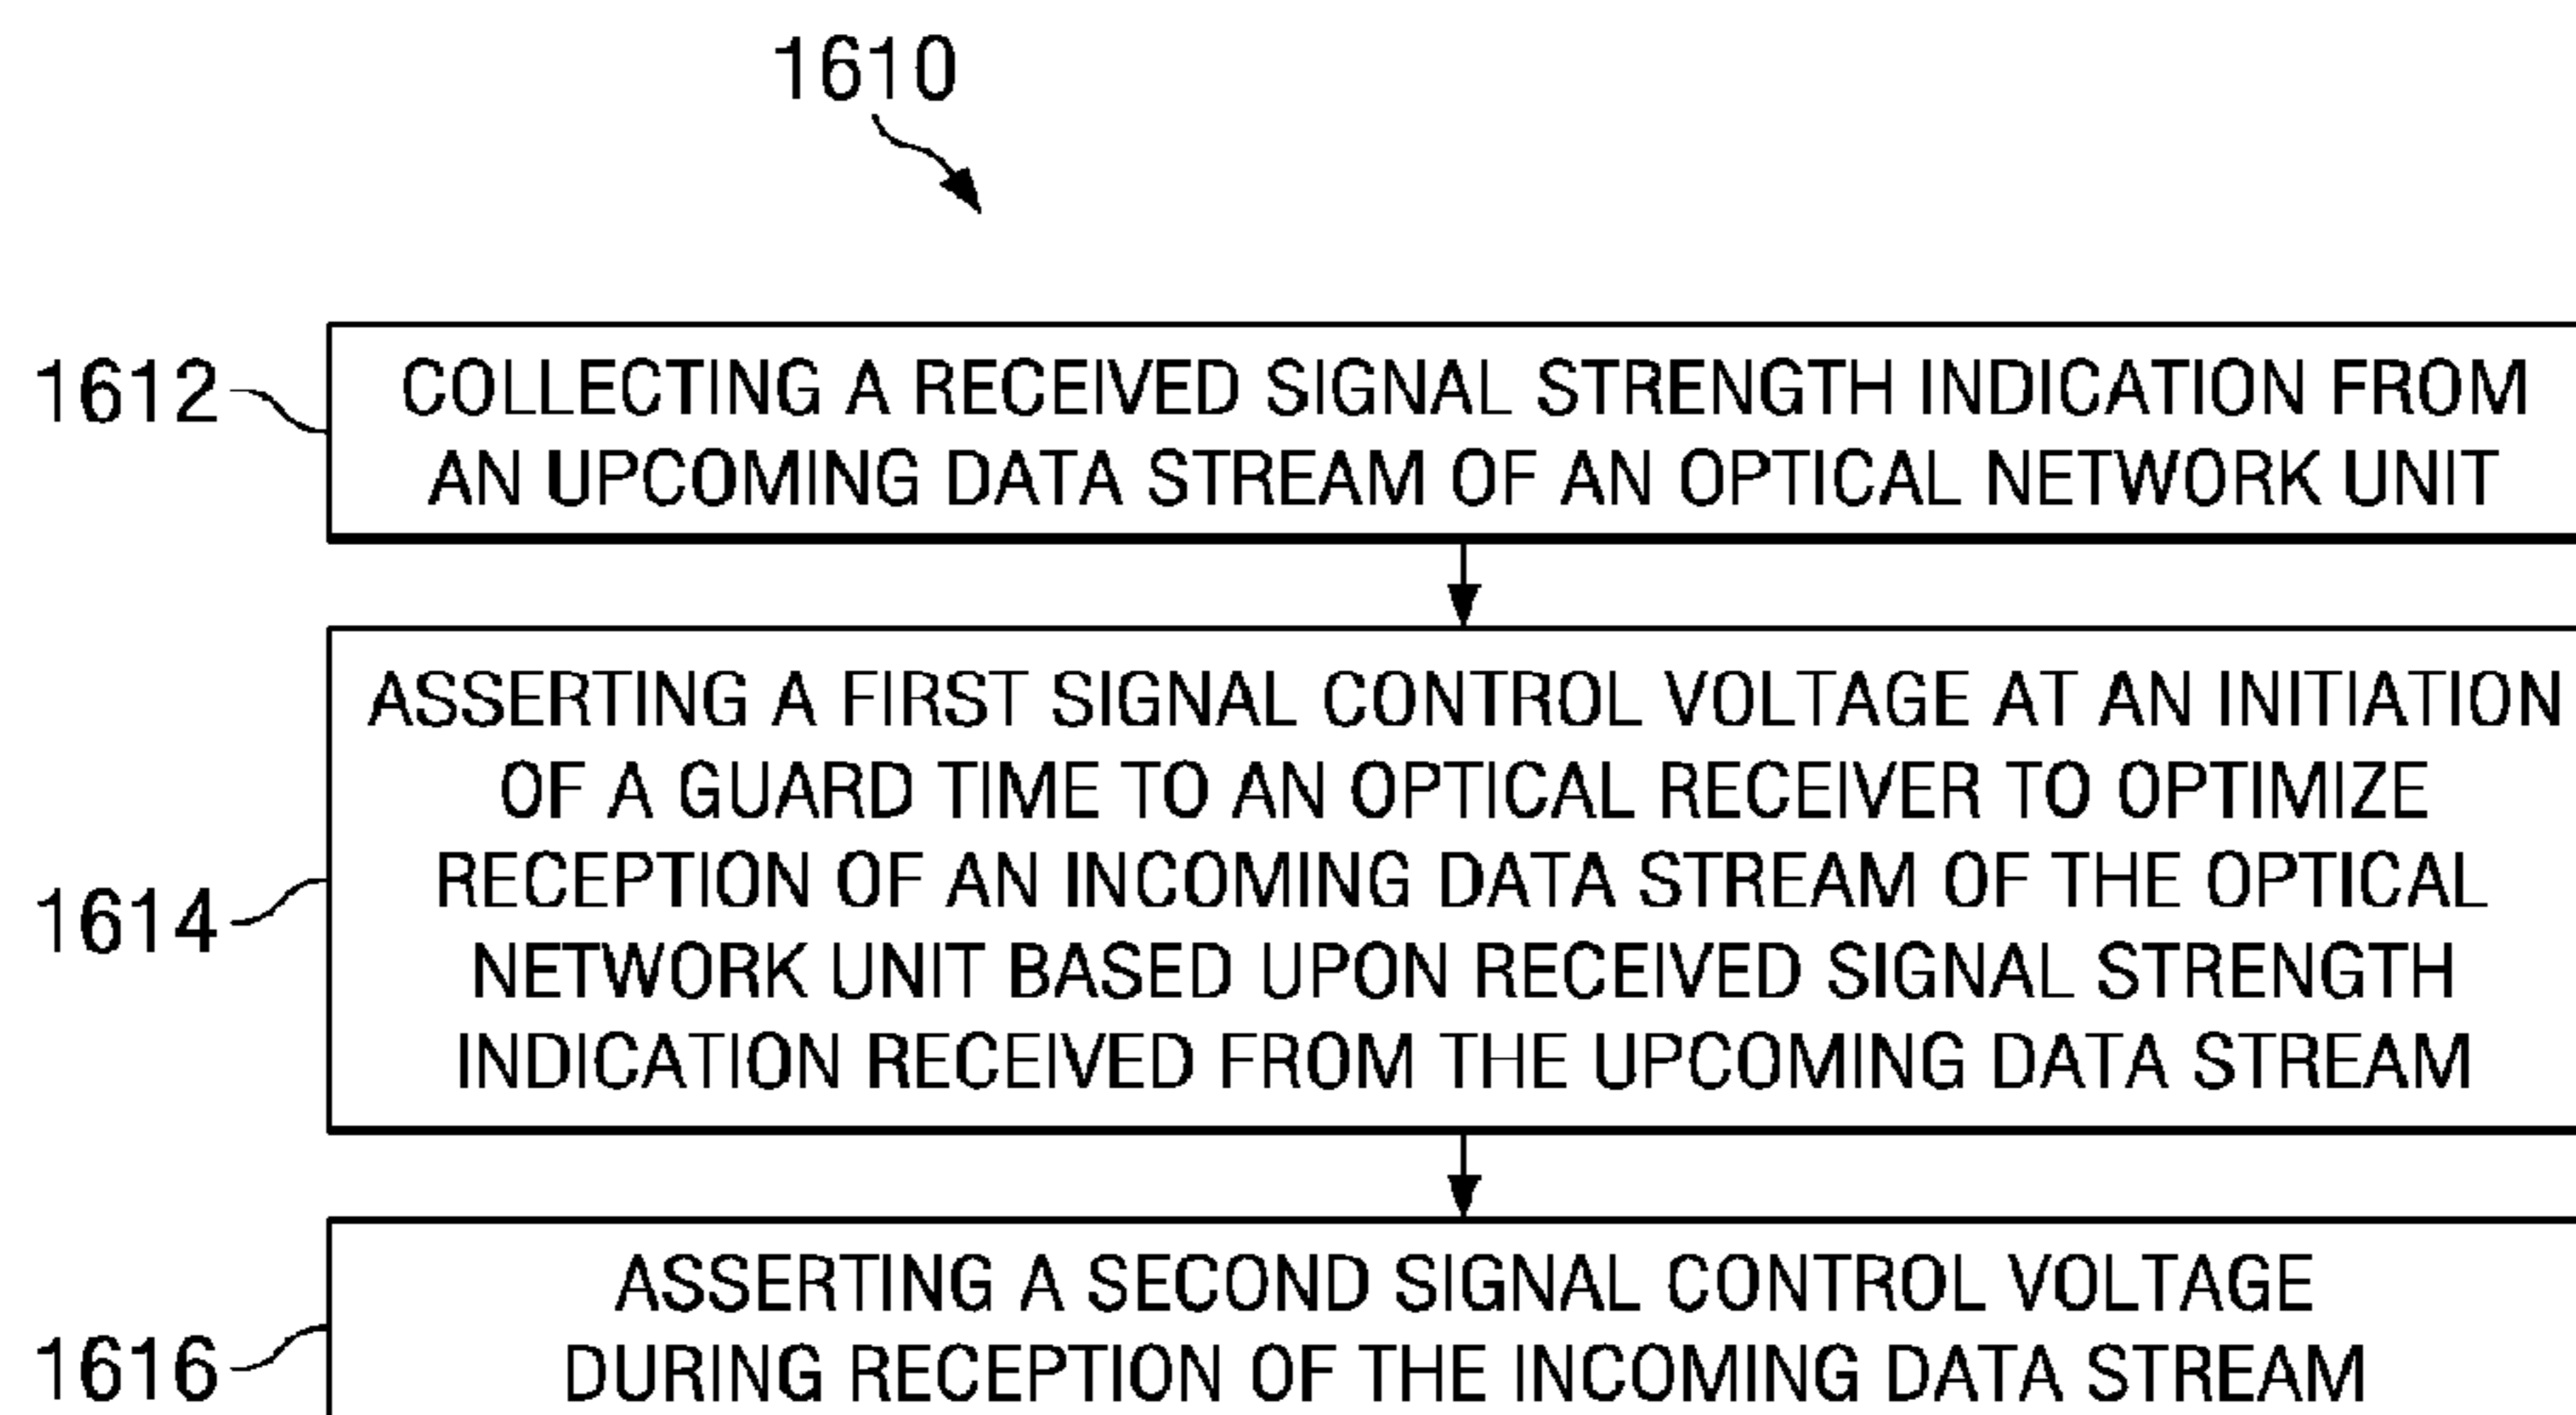 1610
1612
COLLECTING A RECEIVED SIGNAL STRENGTH INDICATION FROM
AN UPCOMING DATA STREAM OF AN OPTICAL NETWORK UNIT
1614
ASSERTING A FIRST SIGNAL CONTROL VOLTAGE AT AN INITIATION
OF A GUARD TIME TO AN OPTICAL RECEIVER TO OPTIMIZE
RECEPTION OF AN INCOMING DATA STREAM OF THE OPTICAL
NETWORK UNIT BASED UPON RECEIVED SIGNAL STRENGTH
INDICATION RECEIVED FROM THE UPCOMING DATA STREAM
1616
ASSERTING A SECOND SIGNAL CONTROL VOLTAGE
DURING RECEPTION OF THE INCOMING DATA STREAM